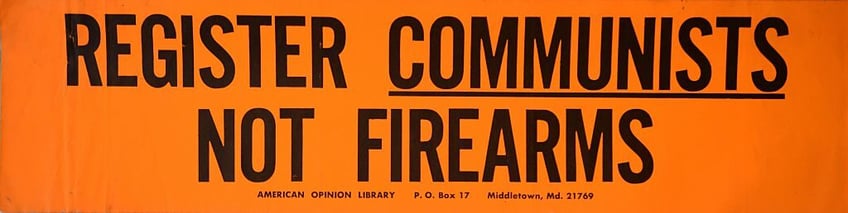 REGISTER COMMUNISTS
NOT FIREARMS
AMERICAN OPINION LIBRARY P. O. Box 17 Middletown, Md. 21769